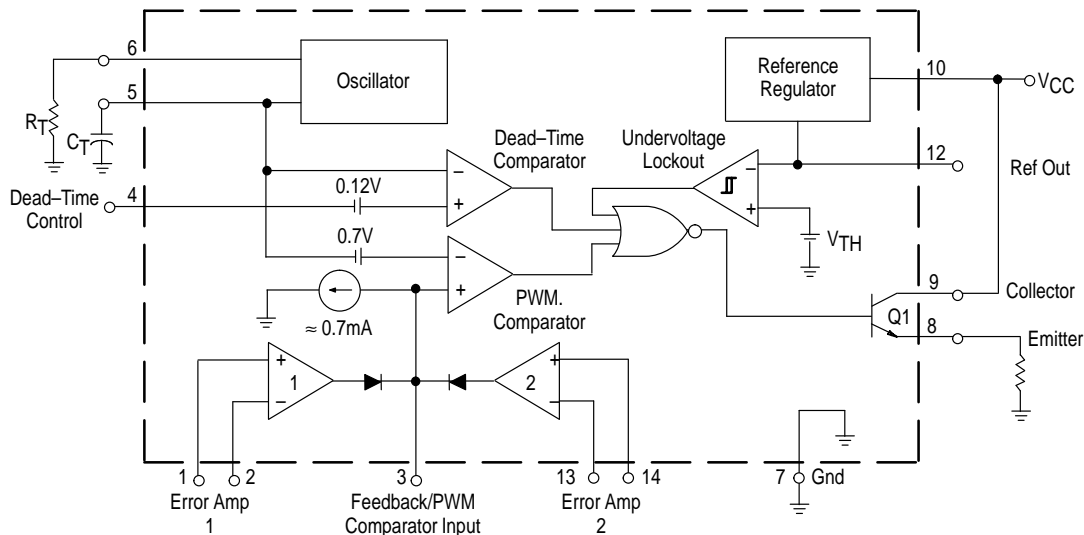 6
Oscillator
Reference
Regulator
10
VCC
5
RT
CT
Dead–Time
Comparator
Undervoltage
Lockout
12
Ref Out
Dead–Time
Control
4
0.12V
–
+
–
+
VTH
0.7V
–
+
PWM.
Comparator
≈ 0.7mA
9
Collector
Q1
8
Emitter
+
1
–
+
2
–
1
2
3
13
14
7
Gnd
Error Amp
1
Feedback/PWM
Comparator Input
Error Amp
2